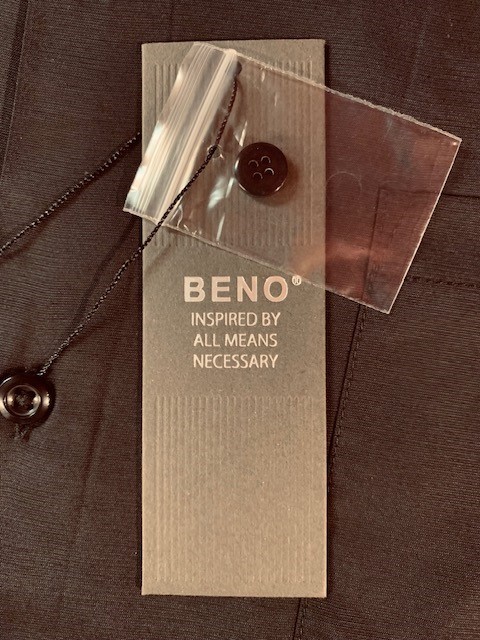 BENO®
INSPIRED BY
ALL MEANS
NECESSARY